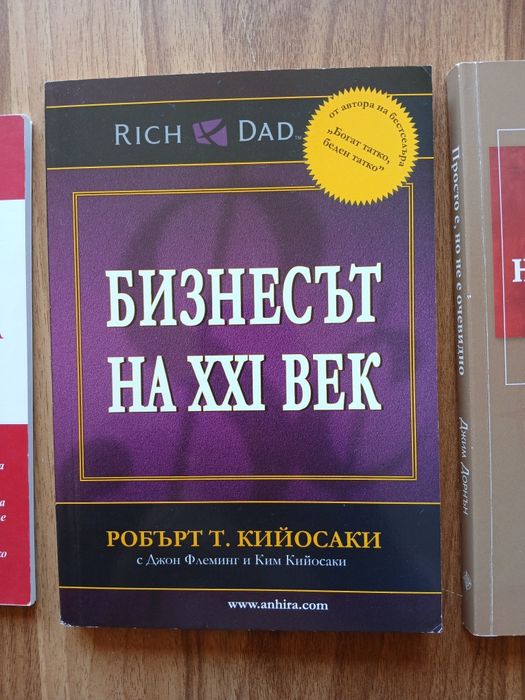 RICH DAD™
от автора на бестселъра
„Богат татко,
беден татко"
БИЗНЕСЪТ
НА XXI ВЕК
РОБЪРТ Т. КИЙОСАКИ
с Джон Флеминг и Ким Кийосаки
www.anhira.com
Просто е, но не е очевидно
Джим Дорнън